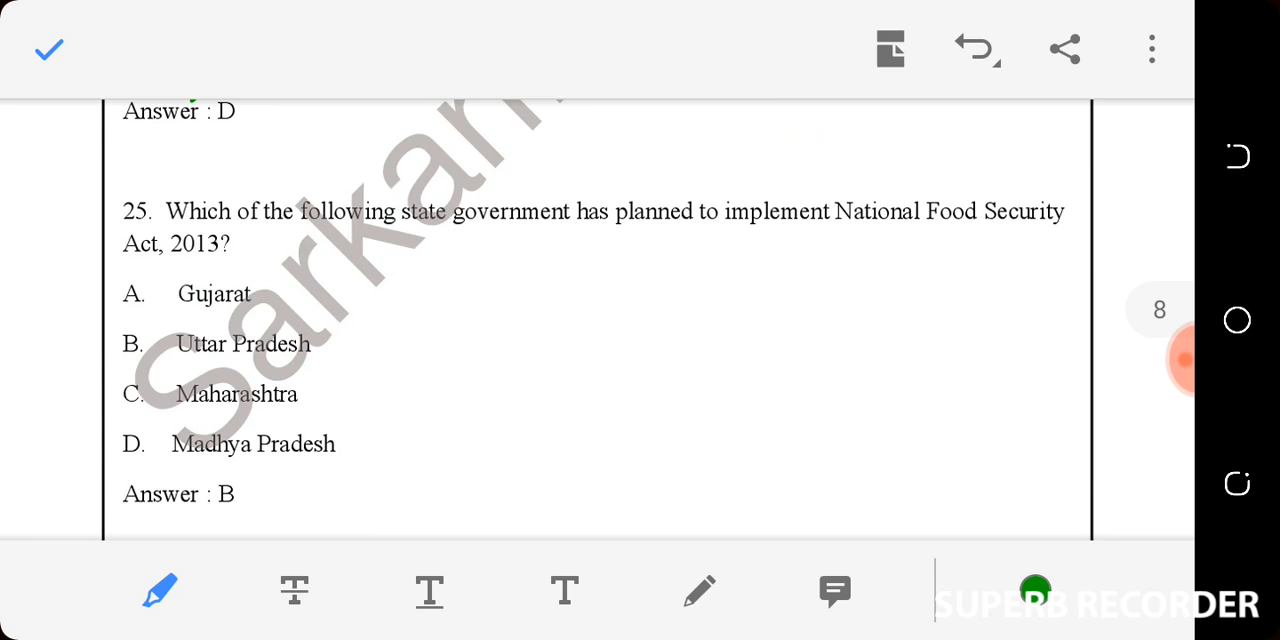 Answer : D
25. Which of the following state government has planned to implement National Food Security
Act, 2013?
A. Gujarat
B. Uttar Pradesh
C. Maharashtra
D. Madhya Pradesh
Answer : B
Sarkari
8
T
T
T
SUPERB RECORDER